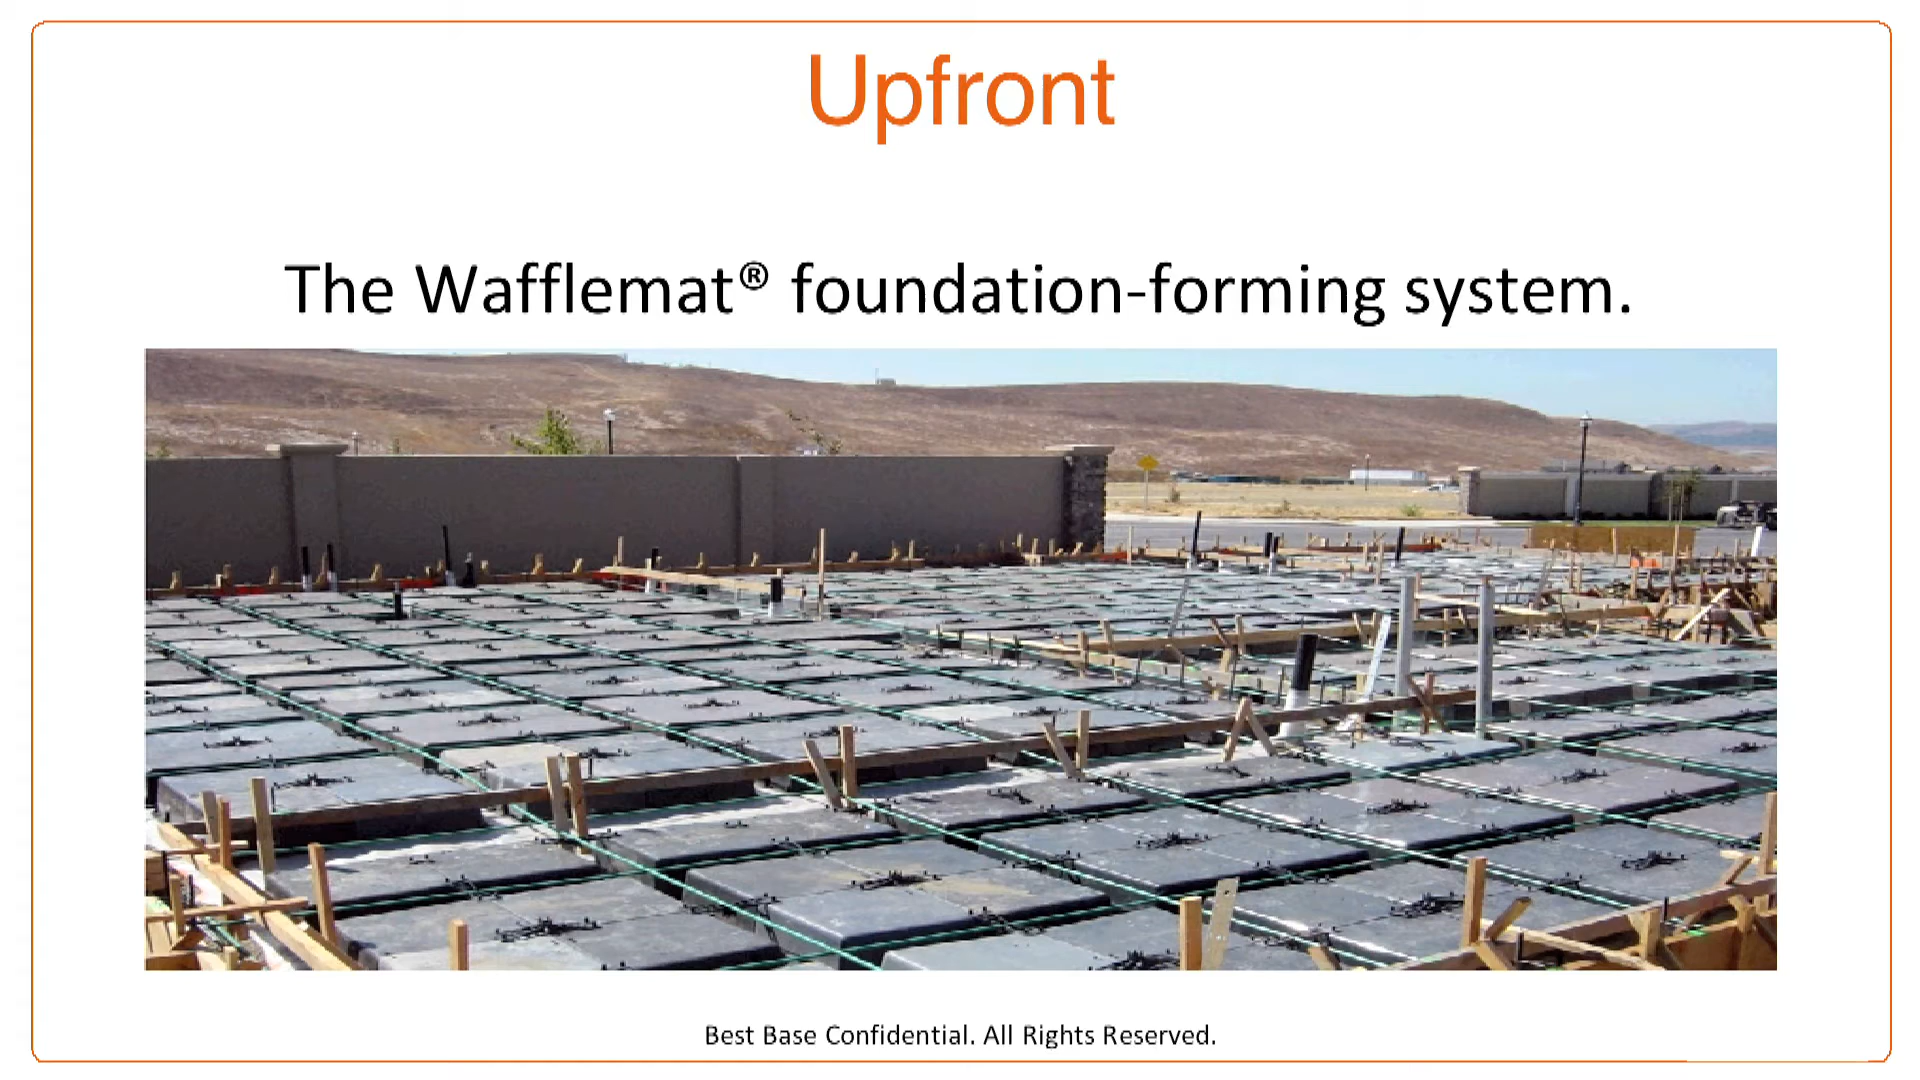 Upfront
The Wafflemat® foundation-forming system.
Best Base Confidential. All Rights Reserved.